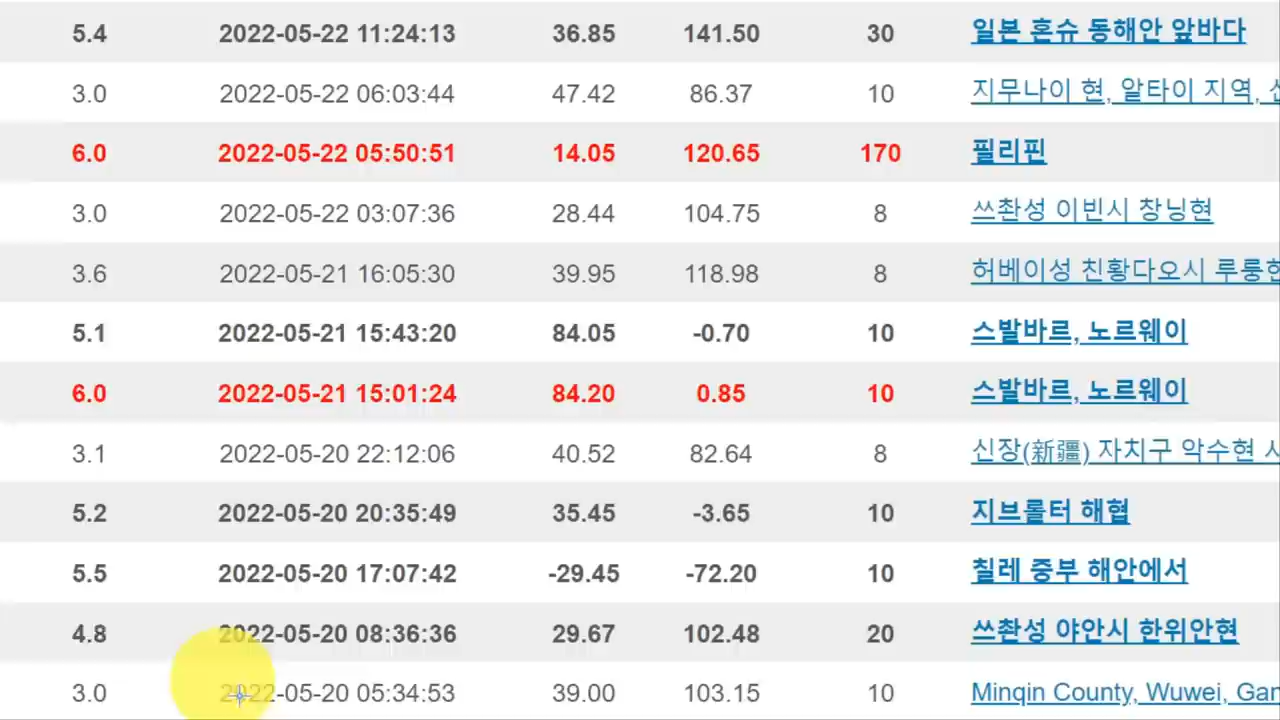 5.4 2022-05-22 11:24:13 36.85 141.50 30 일본 혼슈 동해안 앞바다
3.0 2022-05-22 06:03:44 47.42 86.37 10 지무나이 현, 알타이 지역,
6.0 2022-05-22 05:50:51 14.05 120.65 170 필리핀
3.0 2022-05-22 03:07:36 28.44 104.75 8 쓰촨성 이빈시 창닝현
3.6 2022-05-21 16:05:30 39.95 118.98 8 허베이성 친황다오시 루룽현
5.1 2022-05-21 15:43:20 84.05 -0.70 10 스발바르, 노르웨이
6.0 2022-05-21 15:01:24 84.20 0.85 10 스발바르, 노르웨이
3.1 2022-05-20 22:12:06 40.52 82.64 8 신장(新疆) 자치구 악수현
5.2 2022-05-20 20:35:49 35.45 -3.65 10 지브롤터 해협
5.5 2022-05-20 17:07:42 -29.45 -72.20 10 칠레 중부 해안에서
4.8 2022-05-20 08:36:36 29.67 102.48 20 쓰촨성 야안시 한위안현
3.0 2022-05-20 05:34:53 39.00 103.15 10 Minqin County, Wuwei,